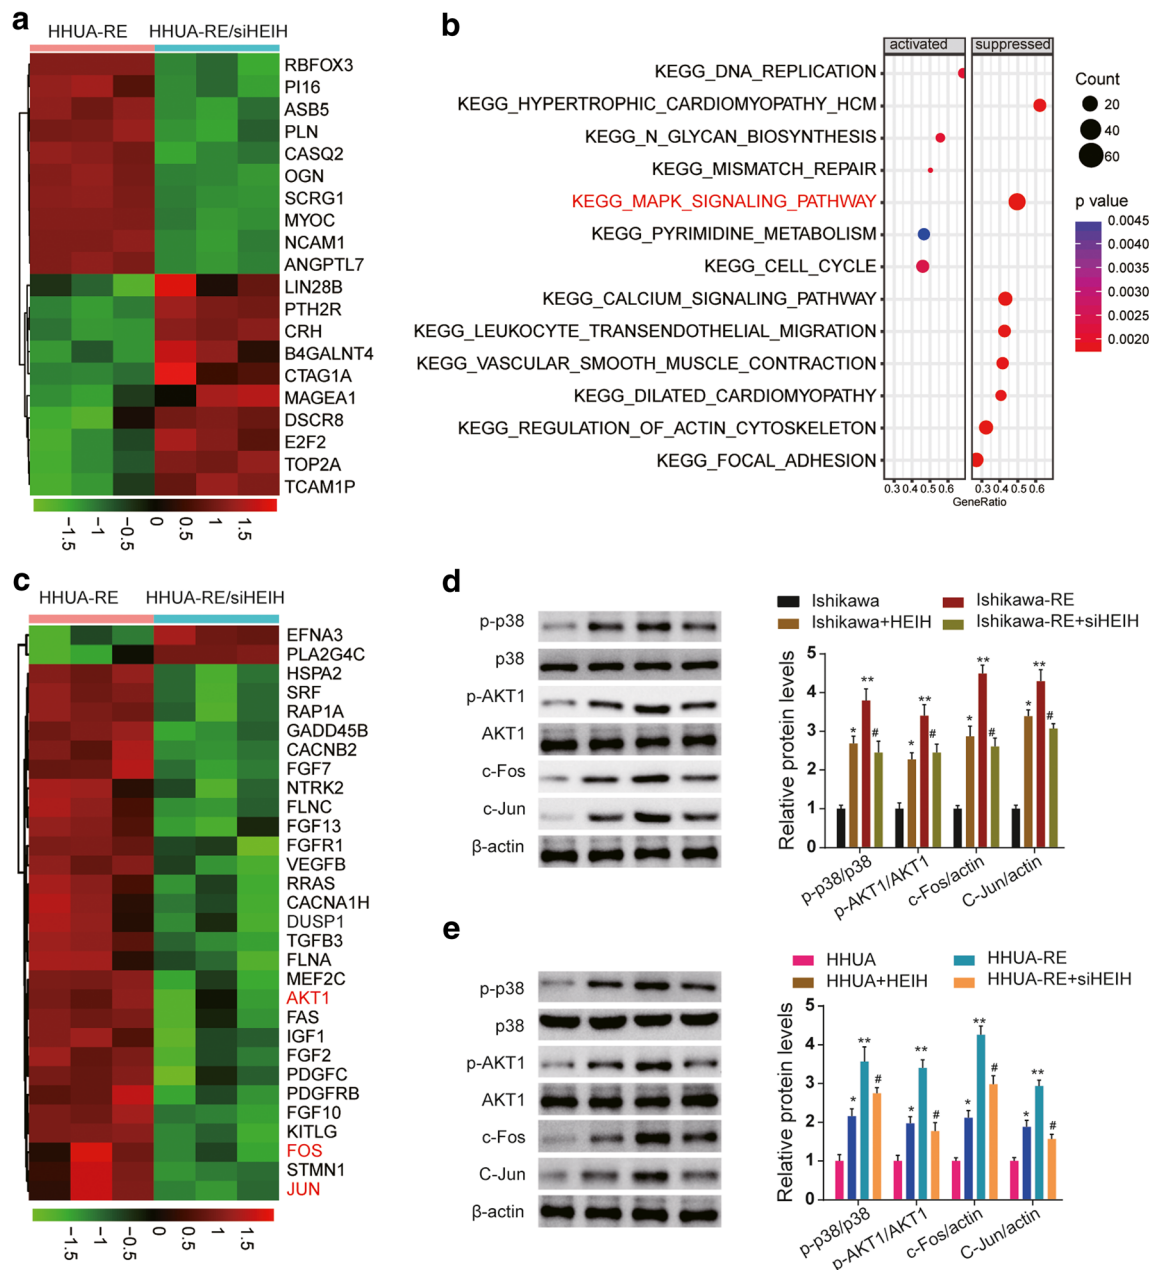 a
HHUA-RE HHUA-RE/siHEIH
RBFOX3
PI16
ASB5
PLN
CASQ2
OGN
SCRG1
MYOC
NCAM1
ANGPTL7
LIN28B
PTH2R
CRH
B4GALNT4
CTAG1A
MAGEA1
DSCR8
E2F2
TOP2A
TCAM1P
−1.5 −1 −0.5 0 0.5 1 1.5
b
activated suppressed
KEGG_DNA_REPLICATION
KEGG_HYPERTROPHIC_CARDIOMYOPATHY_HCM
KEGG_N_GLYCAN_BIOSYNTHESIS
KEGG_MISMATCH_REPAIR
KEGG_MAPK_SIGNALING_PATHWAY
KEGG_PYRIMIDINE_METABOLISM
KEGG_CELL_CYCLE
KEGG_CALCIUM_SIGNALING_PATHWAY
KEGG_LEUKOCYTE_TRANSENDOTHELIAL_MIGRATION
KEGG_VASCULAR_SMOOTH_MUSCLE_CONTRACTION
KEGG_DILATED_CARDIOMYOPATHY
KEGG_REGULATION_OF_ACTIN_CYTOSKELETON
KEGG_FOCAL_ADHESION
0.3 0.4 0.5 0.6 0.3 0.4 0.5 0.6
GeneRatio
Count
20
40
60
p value
0.0045
0.0035
0.0030
0.0025
0.0020
c
HHUA-RE HHUA-RE/siHEIH
EFNA3
PLA2G4C
HSPA2
SRF
RAP1A
GADD45B
CACNB2
FGF7
NTRK2
FLNC
FGF13
FGFR1
VEGFB
RRAS
CACNA1H
DUSP1
TGFB3
FLNA
MEF2C
AKT1
FAS
IGF1
FGF2
PDGFC
PDGFRB
FGF10
KITLG
FOS
STMN1
JUN
−1.5 −1 −0.5 0 0.5 1 1.5
d
p-p38
p38
p-AKT1
AKT1
c-Fos
c-Jun
β-actin
Ishikawa Ishikawa-RE
Ishikawa+HEIH Ishikawa-RE+siHEIH
Relative protein levels
5
4
3
2
1
0
* ** # * ** # * ** # * ** #
p-p38/p38 p-AKT1/AKT1 c-Fos/actin C-Jun/actin
e
p-p38
p38
p-AKT1
AKT1
c-Fos
C-Jun
β-actin
HHUA HHUA-RE
HHUA+HEIH HHUA-RE+siHEIH
Relative protein levels
5
4
3
2
1
0
* ** # * ** # * ** # * ** #
p-p38/p38 p-AKT1/AKT1 c-Fos/actin C-Jun/actin